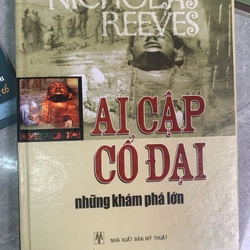 NICHOLAS
REEVES
AI CẬP
CỔ ĐẠI
những khám phá lớn
NHÀ XUẤT BẢN MỸ THUẬT